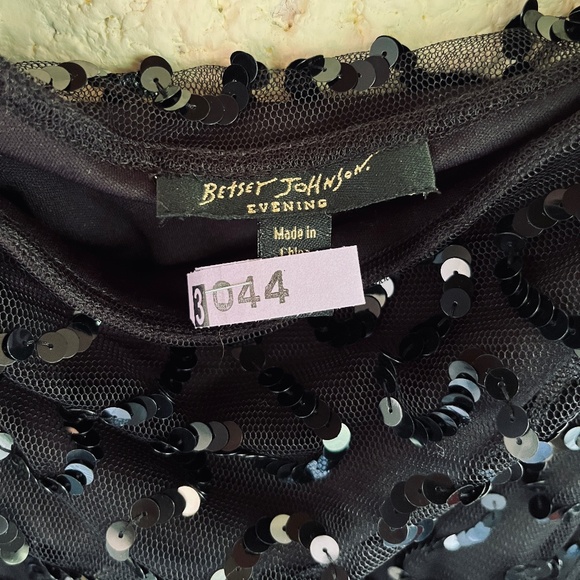 BETSEY JOHNSON.
EVENING
Made in
3044